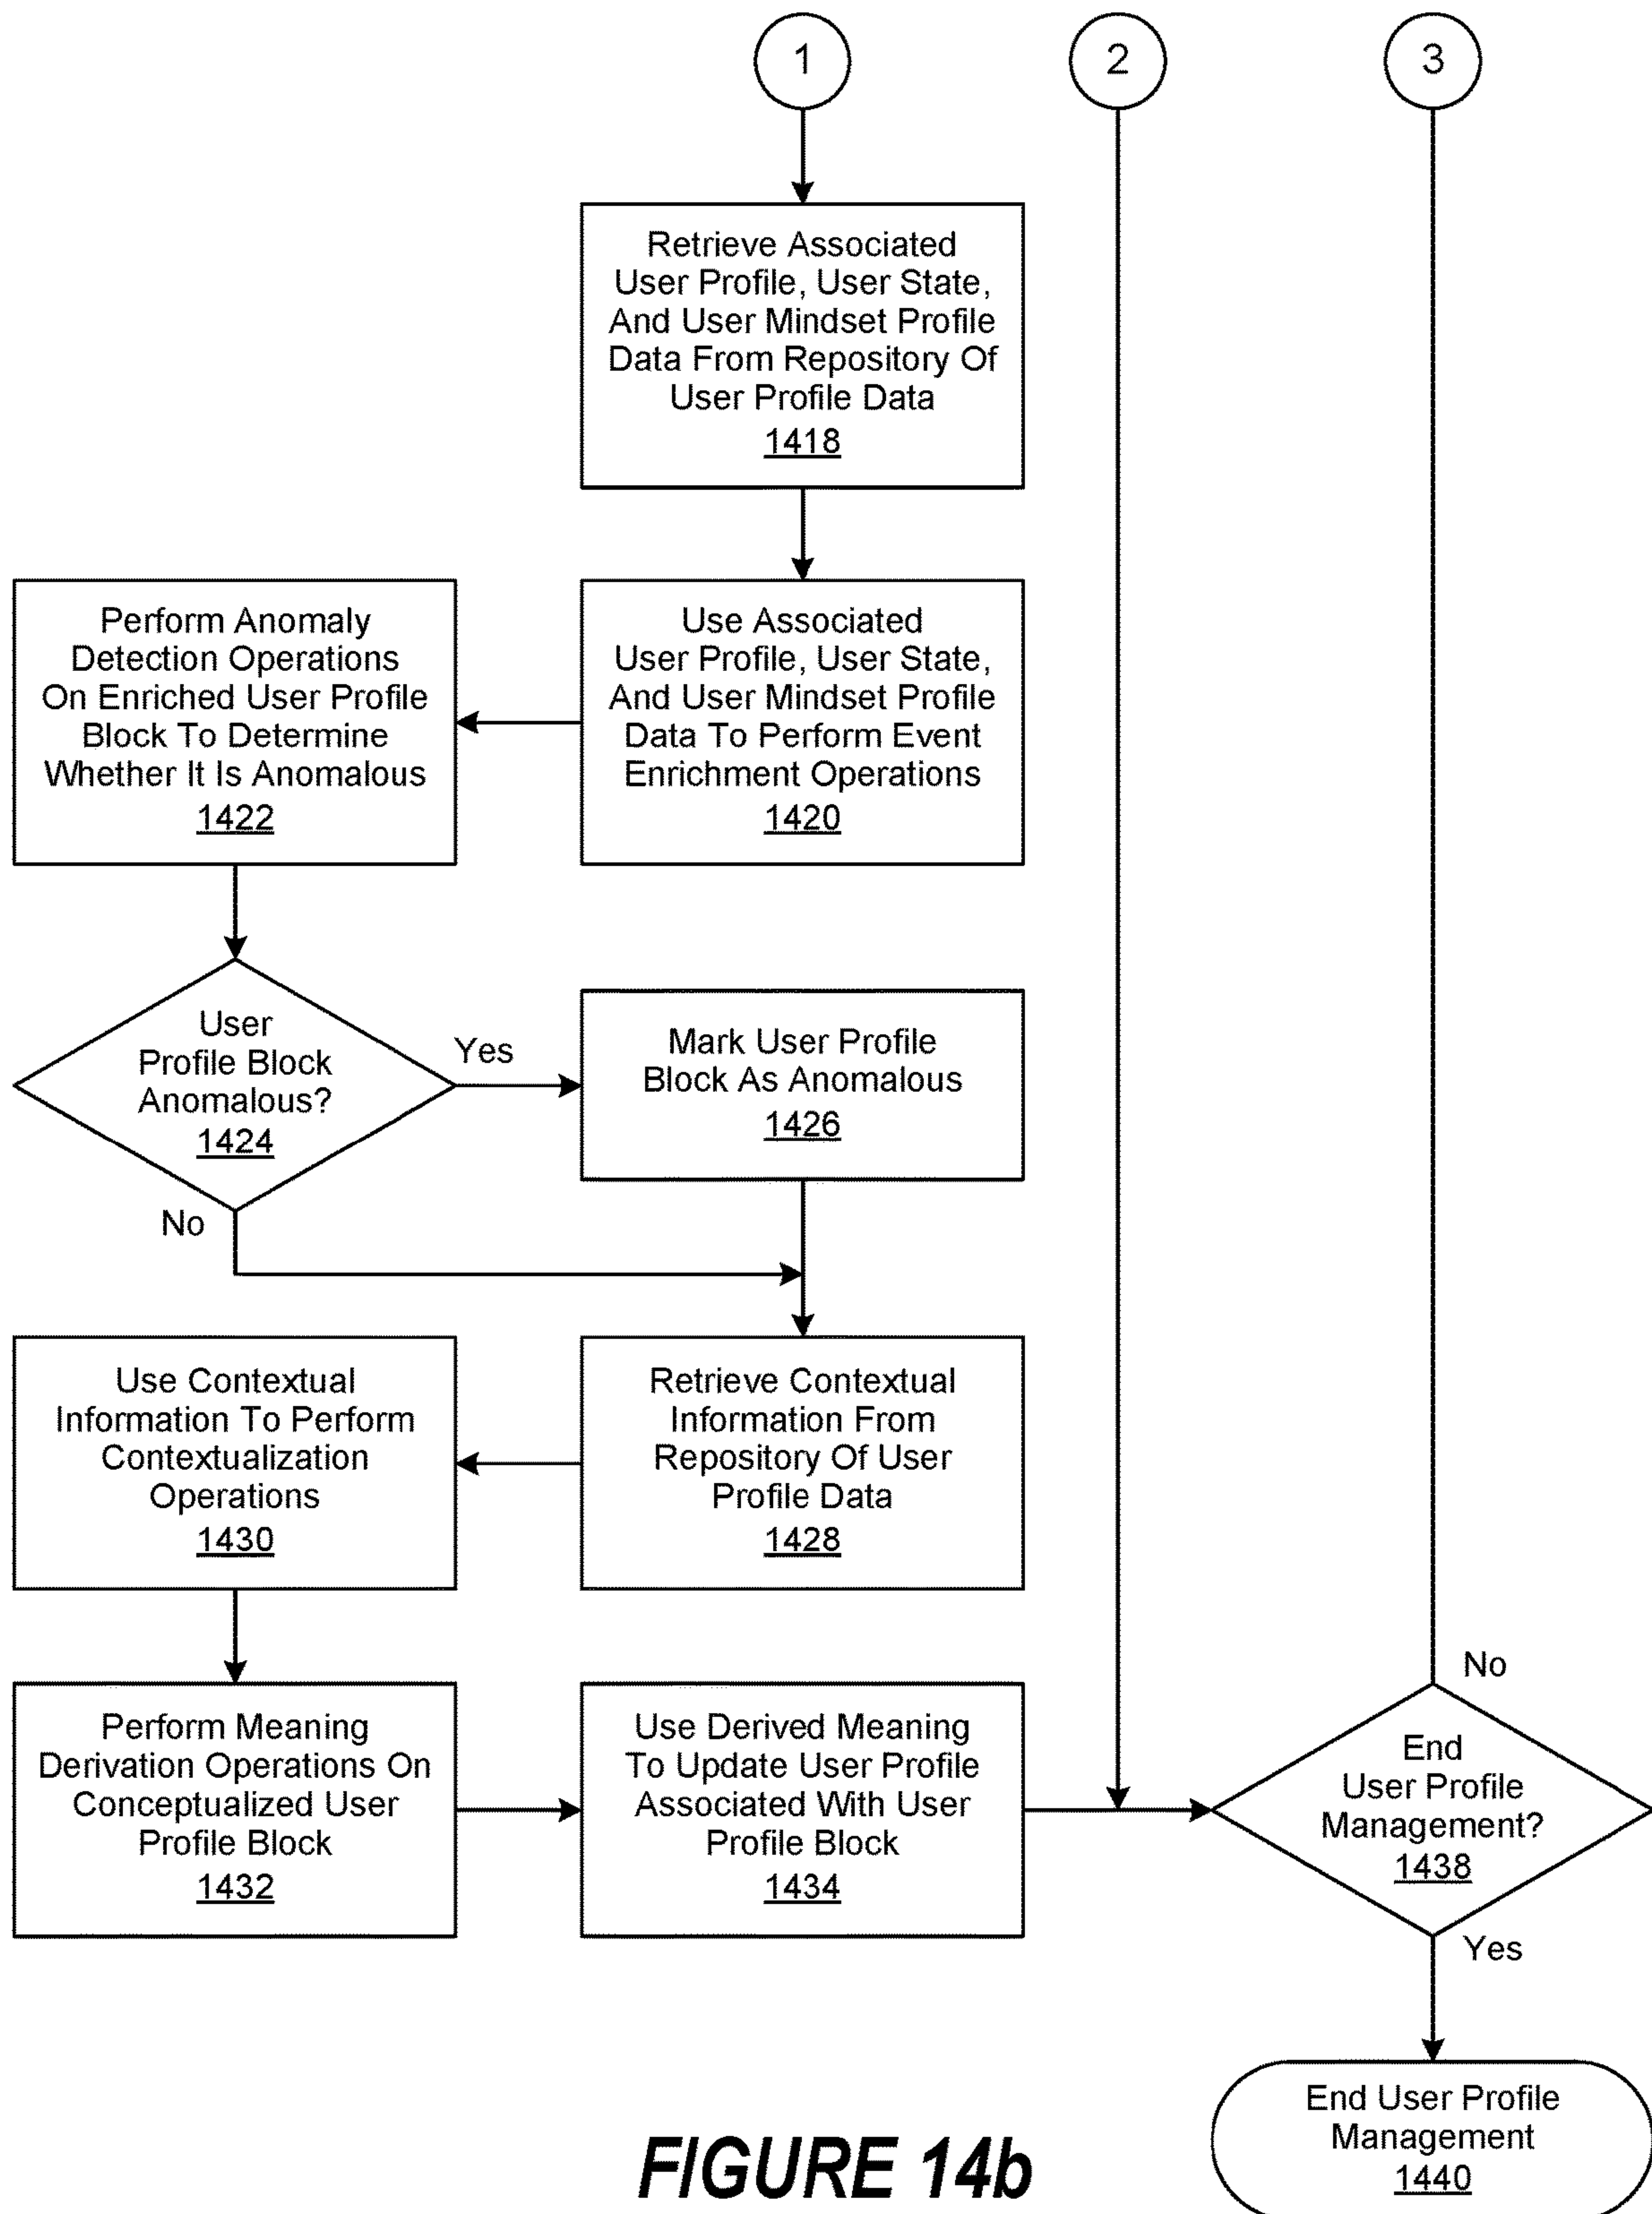 1
2
3
Retrieve Associated
User Profile, User State,
And User Mindset Profile
Data From Repository Of
User Profile Data
1418
Perform Anomaly
Detection Operations
On Enriched User Profile
Block To Determine
Whether It Is Anomalous
1422
Use Associated
User Profile, User State,
And User Mindset Profile
Data To Perform Event
Enrichment Operations
1420
User
Profile Block
Anomalous?
1424
Yes
No
Mark User Profile
Block As Anomalous
1426
Use Contextual
Information To Perform
Contextualization
Operations
1430
Retrieve Contextual
Information From
Repository Of User
Profile Data
1428
Perform Meaning
Derivation Operations On
Conceptualized User
Profile Block
1432
Use Derived Meaning
To Update User Profile
Associated With User
Profile Block
1434
No
End
User Profile
Management?
1438
Yes
End User Profile
Management
1440
FIGURE 14b